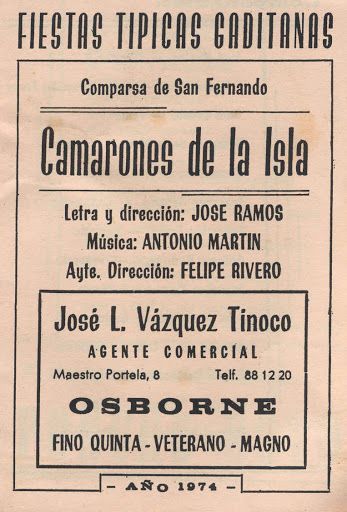 FIESTAS TIPICAS GADITANAS
Comparsa de San Fernando
Camarones de la Isla
Letra y dirección: JOSE RAMOS
Música: ANTONIO MARTIN
Ayte. Dirección: FELIPE RIVERO
José L. Vázquez Tinoco
AGENTE COMERCIAL
Maestro Portela, 8 Telf. 88 12 20
OSBORNE
FINO QUINTA - VETERANO - MAGNO
- AÑO 1974 -